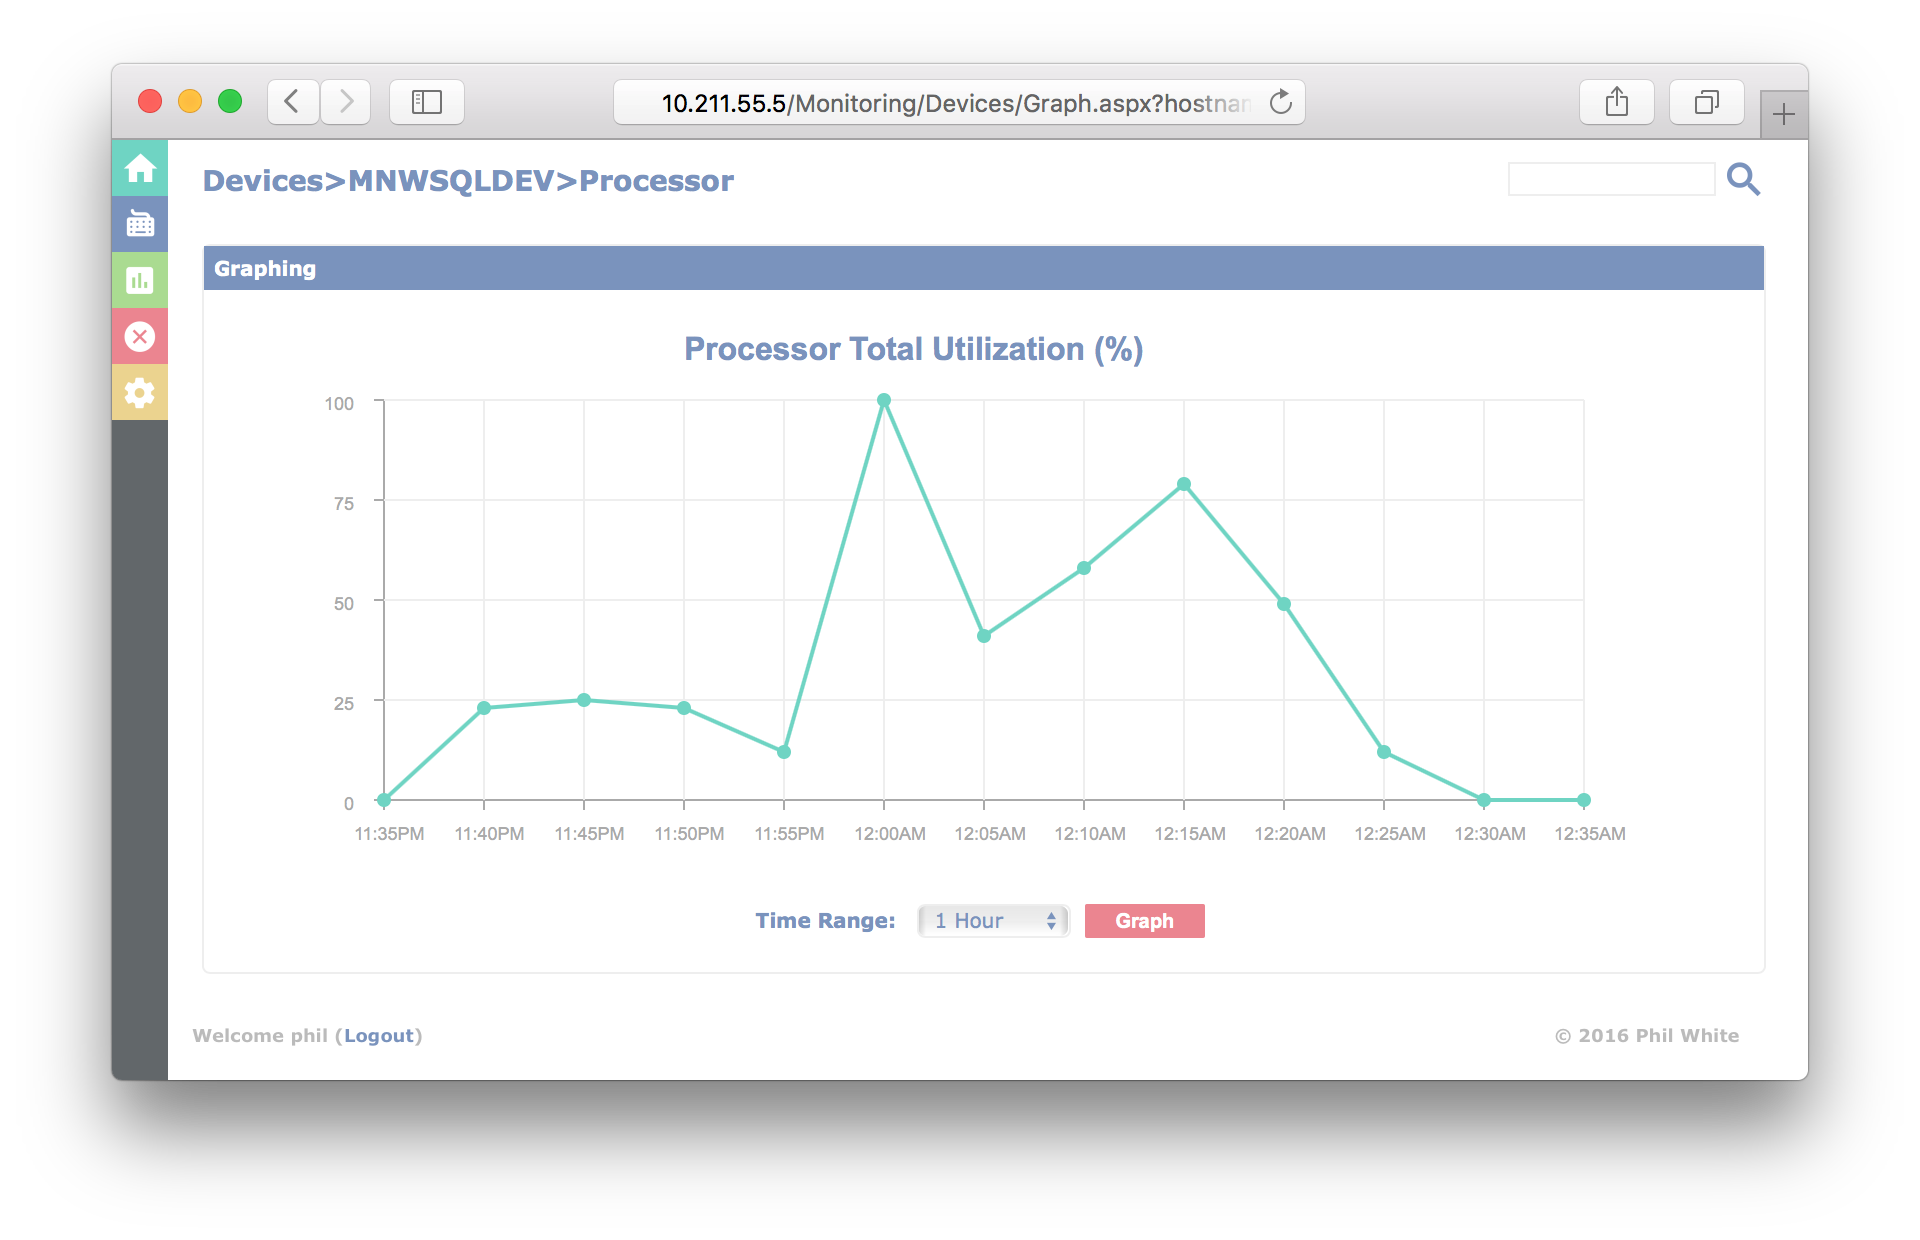 10.211.55.5/Monitoring/Devices/Graph.aspx?hostnar
Devices>MNWSQLDEV>Processor
Graphing
Processor Total Utilization (%)
100
75
50
25
0
11:35PM 11:40PM 11:45PM 11:50PM 11:55PM 12:00AM 12:05AM 12:10AM 12:15AM 12:20AM 12:25AM 12:30AM 12:35AM
Time Range: 1 Hour Graph
Welcome phil (Logout) © 2016 Phil White